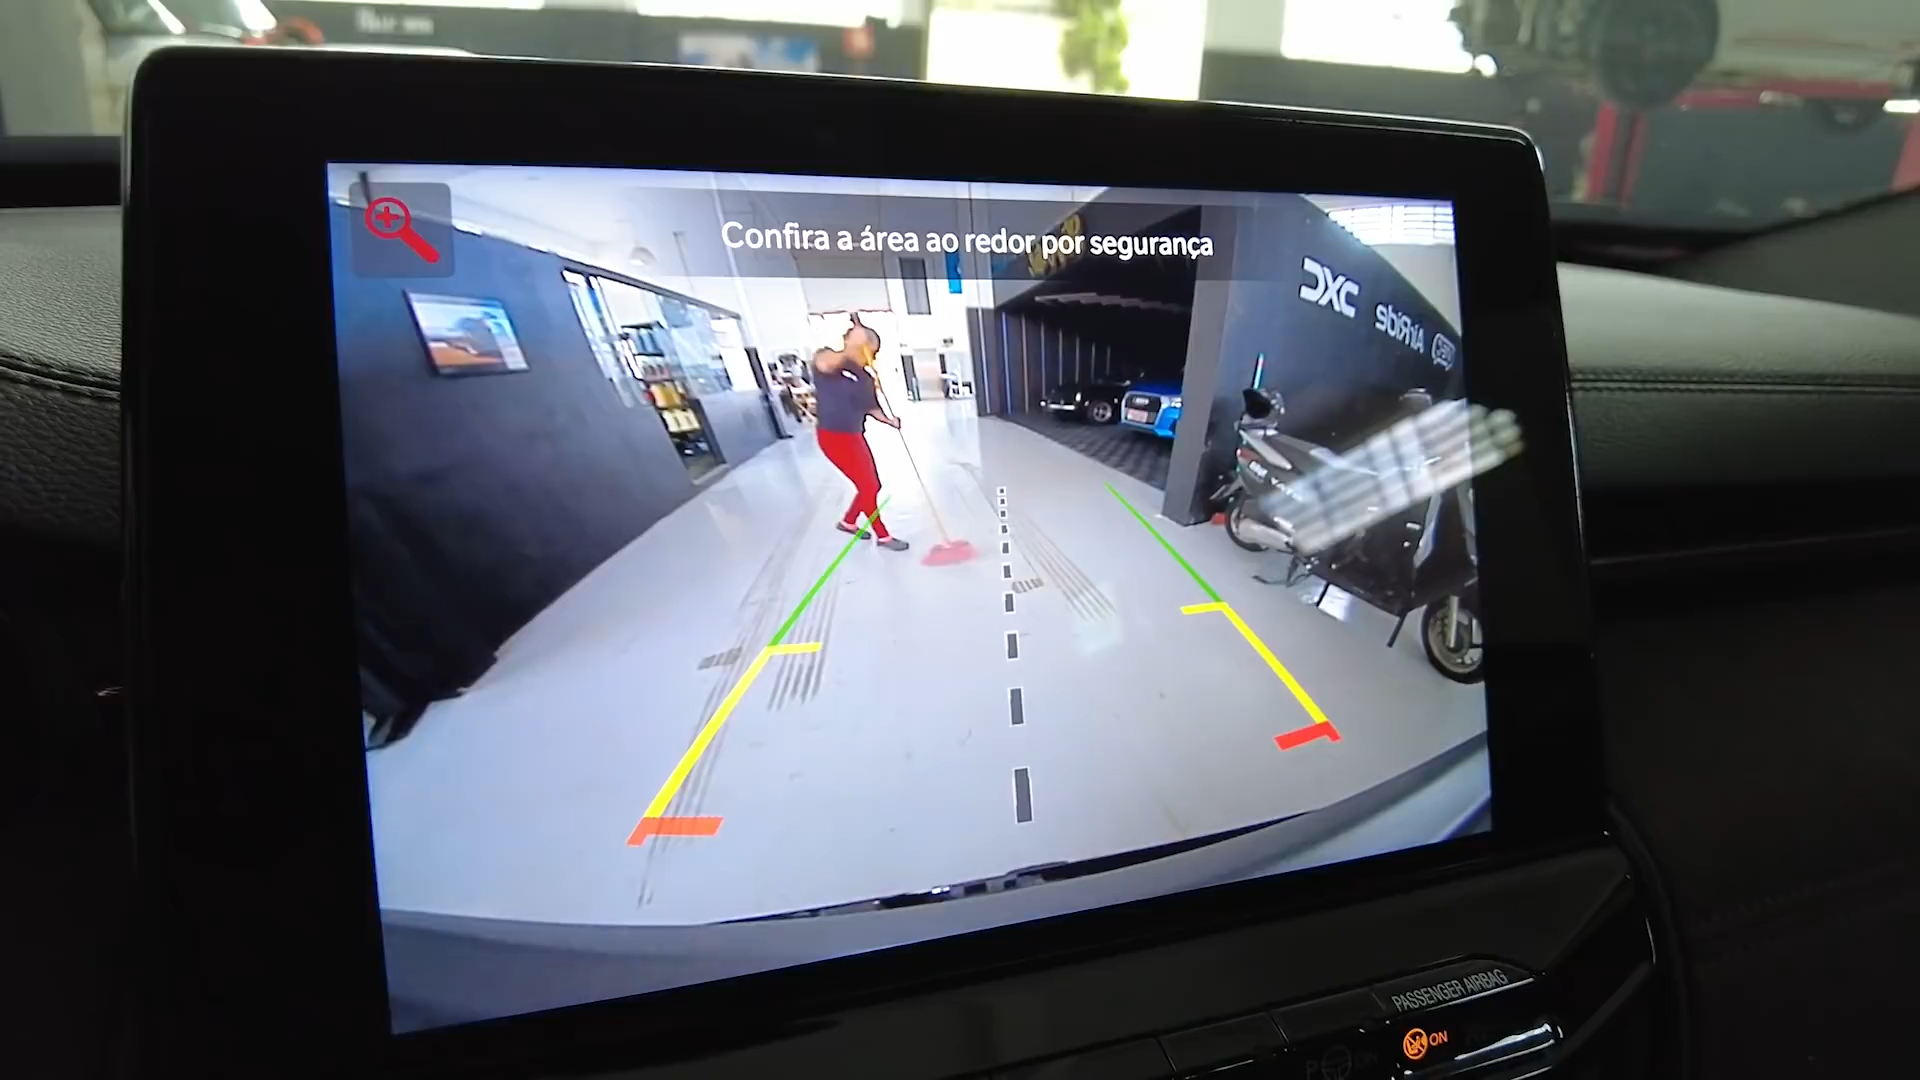 Confira a área ao redor por segurança
DXC
AirRide
PASSENGER AIRBAG
ON